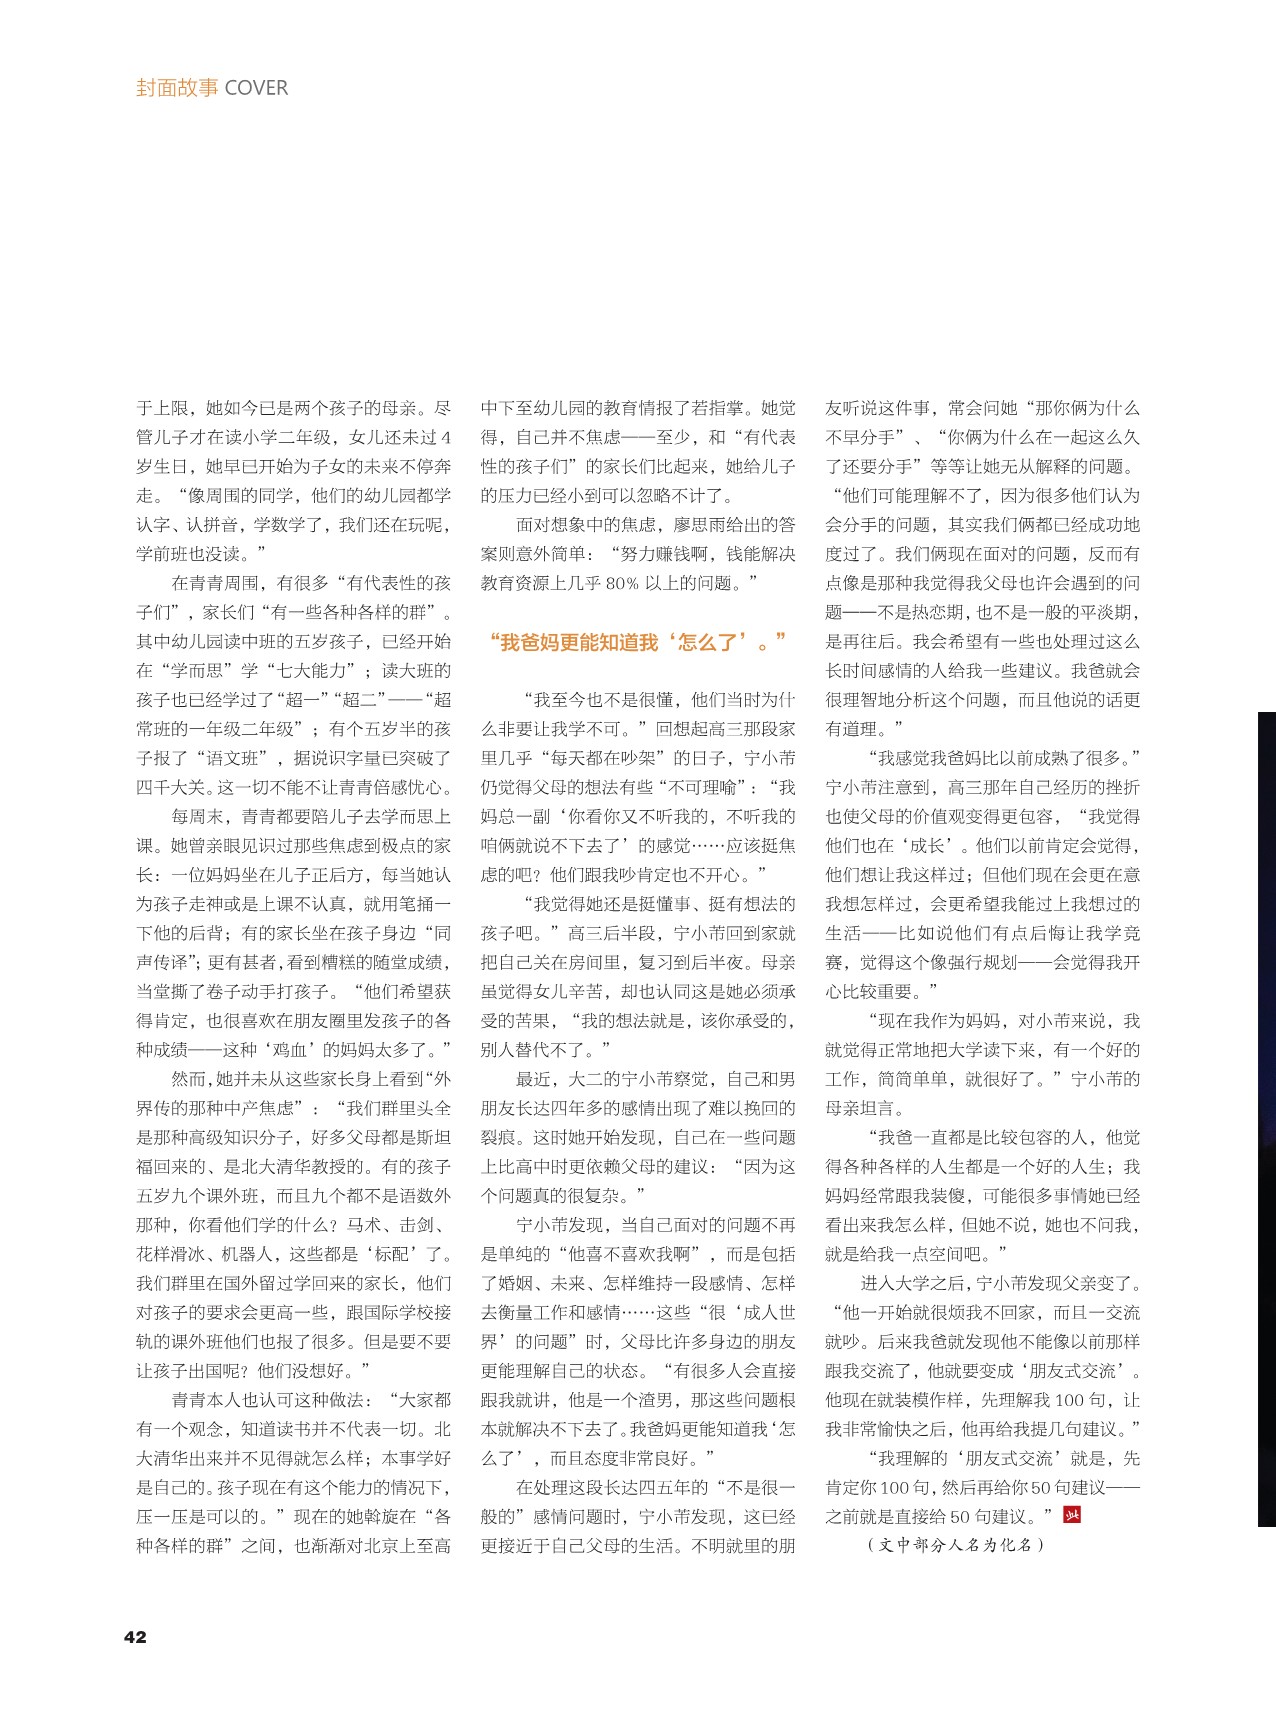 封面故事 COVER
于上限，她如今已是两个孩子的母亲。尽
管儿子才在读小学二年级，女儿还未过 4
岁生日，她早已开始为子女的未来不停奔
走。“像周围的同学，他们的幼儿园都学
认字、认拼音，学数学了，我们还在玩呢，
学前班也没读。”
在青青周围，有很多“有代表性的孩
子们”，家长们“有一些各种各样的群”。
其中幼儿园读中班的五岁孩子，已经开始
在“学而思”学“七大能力”；读大班的
孩子也已经学过了“超一”“超二”——“超
常班的一年级二年级”；有个五岁半的孩
子报了“语文班”，据说识字量已突破了
四千大关。这一切不能不让青青倍感忧心。
每周末，青青都要陪儿子去学而思上
课。她曾亲眼见识过那些焦虑到极点的家
长：一位妈妈坐在儿子正后方，每当她认
为孩子走神或是上课不认真，就用笔捅一
下他的后背；有的家长坐在孩子身边“同
声传译”；更有甚者，看到糟糕的随堂成绩，
当堂撕了卷子动手打孩子。“他们希望获
得肯定，也很喜欢在朋友圈里发孩子的各
种成绩——这种‘鸡血’的妈妈太多了。”
然而，她并未从这些家长身上看到“外
界传的那种中产焦虑”：“我们群里头全
是那种高级知识分子，好多父母都是斯坦
福回来的、是北大清华教授的。有的孩子
五岁九个课外班，而且九个都不是语数外
那种，你看他们学的什么？马术、击剑、
花样滑冰、机器人，这些都是‘标配’了。
我们群里在国外留过学回来的家长，他们
对孩子的要求会更高一些，跟国际学校接
轨的课外班他们也报了很多。但是要不要
让孩子出国呢？他们没想好。”
青青本人也认可这种做法：“大家都
有一个观念，知道读书并不代表一切。北
大清华出来并不见得就怎么样；本事学好
是自己的。孩子现在有这个能力的情况下，
压一压是可以的。”现在的她斡旋在“各
种各样的群”之间，也渐渐对北京上至高
中下至幼儿园的教育情报了若指掌。她觉
得，自己并不焦虑——至少，和“有代表
性的孩子们”的家长们比起来，她给儿子
的压力已经小到可以忽略不计了。
面对想象中的焦虑，廖思雨给出的答
案则意外简单：“努力赚钱啊，钱能解决
教育资源上几乎 80% 以上的问题。”
“我爸妈更能知道我‘怎么了’。”
“我至今也不是很懂，他们当时为什
么非要让我学不可。”回想起高三那段家
里几乎“每天都在吵架”的日子，宁小芾
仍觉得父母的想法有些“不可理喻”：“我
妈总一副‘你看你又不听我的，不听我的
咱俩就说不下去了’的感觉……应该挺焦
虑的吧？他们跟我吵肯定也不开心。”
“我觉得她还是挺懂事、挺有想法的
孩子吧。”高三后半段，宁小芾回到家就
把自己关在房间里，复习到后半夜。母亲
虽觉得女儿辛苦，却也认同这是她必须承
受的苦果，“我的想法就是，该你承受的，
别人替代不了。”
最近，大二的宁小芾察觉，自己和男
朋友长达四年多的感情出现了难以挽回的
裂痕。这时她开始发现，自己在一些问题
上比高中时更依赖父母的建议：“因为这
个问题真的很复杂。”
宁小芾发现，当自己面对的问题不再
是单纯的“他喜不喜欢我啊”，而是包括
了婚姻、未来、怎样维持一段感情、怎样
去衡量工作和感情……这些“很‘成人世
界’的问题”时，父母比许多身边的朋友
更能理解自己的状态。“有很多人会直接
跟我就讲，他是一个渣男，那这些问题根
本就解决不下去了。我爸妈更能知道我‘怎
么了’，而且态度非常良好。”
在处理这段长达四五年的“不是很一
般的”感情问题时，宁小芾发现，这已经
更接近于自己父母的生活。不明就里的朋
友听说这件事，常会问她“那你俩为什么
不早分手”、“你俩为什么在一起这么久
了还要分手”等等让她无从解释的问题。
“他们可能理解不了，因为很多他们认为
会分手的问题，其实我们俩都已经成功地
度过了。我们俩现在面对的问题，反而有
点像是那种我觉得我父母也许会遇到的问
题——不是热恋期，也不是一般的平淡期，
是再往后。我会希望有一些也处理过这么
长时间感情的人给我一些建议。我爸就会
很理智地分析这个问题，而且他说的话更
有道理。”
“我感觉我爸妈比以前成熟了很多。”
宁小芾注意到，高三那年自己经历的挫折
也使父母的价值观变得更包容，“我觉得
他们也在‘成长’。他们以前肯定会觉得，
他们想让我这样过；但他们现在会更在意
我想怎样过，会更希望我能过上我想过的
生活——比如说他们有点后悔让我学竞
赛，觉得这个像强行规划——会觉得我开
心比较重要。”
“现在我作为妈妈，对小芾来说，我
就觉得正常地把大学读下来，有一个好的
工作，简简单单，就很好了。”宁小芾的
母亲坦言。
“我爸一直都是比较包容的人，他觉
得各种各样的人生都是一个好的人生；我
妈妈经常跟我装傻，可能很多事情她已经
看出来我怎么样，但她不说，她也不问我，
就是给我一点空间吧。”
进入大学之后，宁小芾发现父亲变了。
“他一开始就很烦我不回家，而且一交流
就吵。后来我爸就发现他不能像以前那样
跟我交流了，他就要变成‘朋友式交流’。
他现在就装模作样，先理解我 100 句，让
我非常愉快之后，他再给我提几句建议。”
“我理解的‘朋友式交流’就是，先
肯定你 100 句，然后再给你 50 句建议——
之前就是直接给 50 句建议。”
（文中部分人名为化名）
42